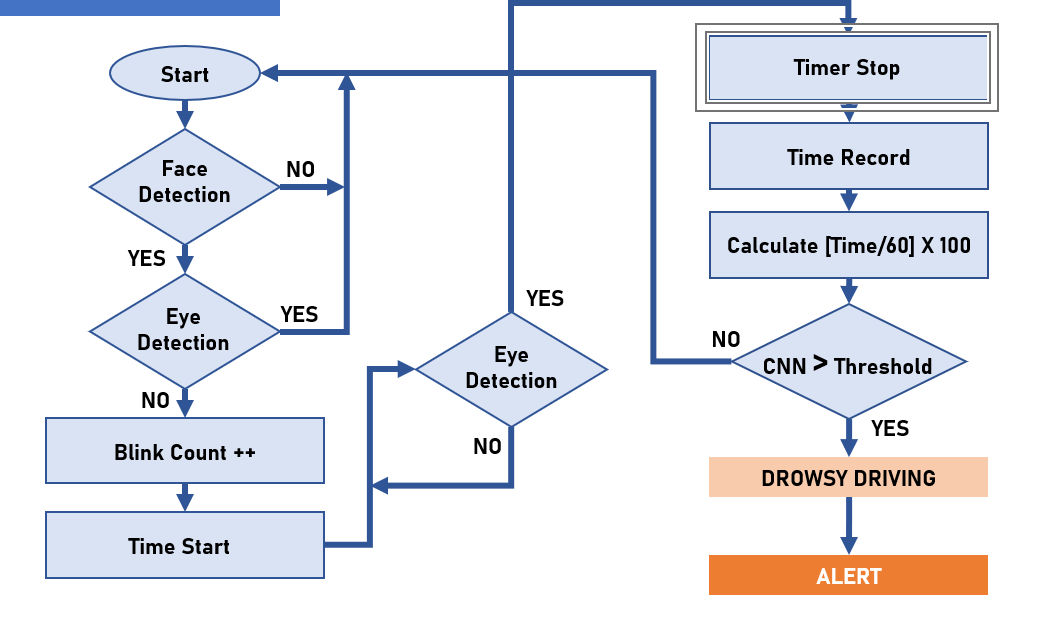 Start
Face
Detection
NO
YES
Eye
Detection
YES
NO
Blink Count ++
Time Start
Eye
Detection
YES
NO
Timer Stop
Time Record
Calculate [Time/60] X 100
CNN > Threshold
NO
YES
DROWSY DRIVING
ALERT